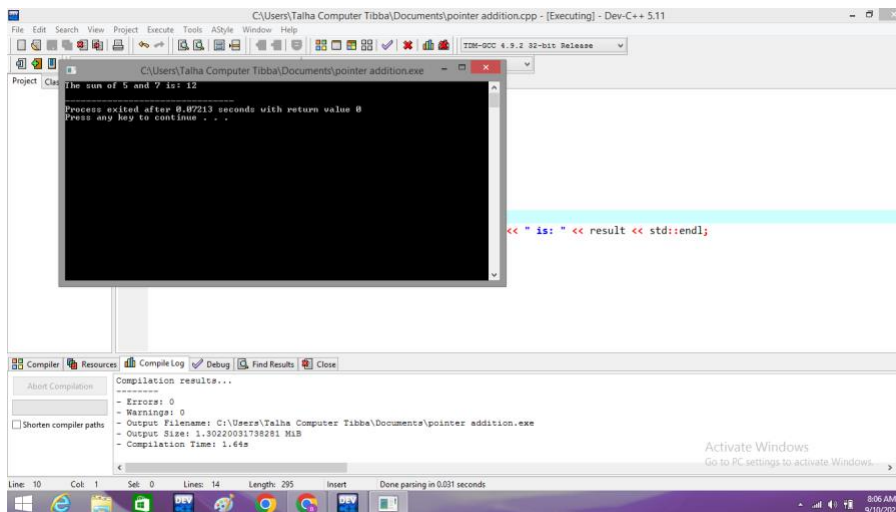 C:\Users\Talha Computer Tibba\Documents\pointer addition.cpp - [Executing] - Dev-C++ 5.11
File Edit Search View Project Execute Tools AStyle Window Help
TDM-GCC 4.9.2 32-bit Release
C:\Users\Talha Computer Tibba\Documents\pointer addition.exe
Project Clas
The sum of 5 and 7 is: 12
--------------------------------
Process exited after 0.07213 seconds with return value 0
Press any key to continue . . .
<< " is: " << result << std::endl;
Compiler Resources Compile Log Debug Find Results Close
Abort Compilation
Shorten compiler paths
Compilation results...
--------
- Errors: 0
- Warnings: 0
- Output Filename: C:\Users\Talha Computer Tibba\Documents\pointer addition.exe
- Output Size: 1.30220031738281 MiB
- Compilation Time: 1.64s
Activate Windows
Go to PC settings to activate Windows.
Line: 10 Col: 1 Sel: 0 Lines: 14 Length: 295 Insert Done parsing in 0.031 seconds
DEV DEV
8:06 AM
9/10/202